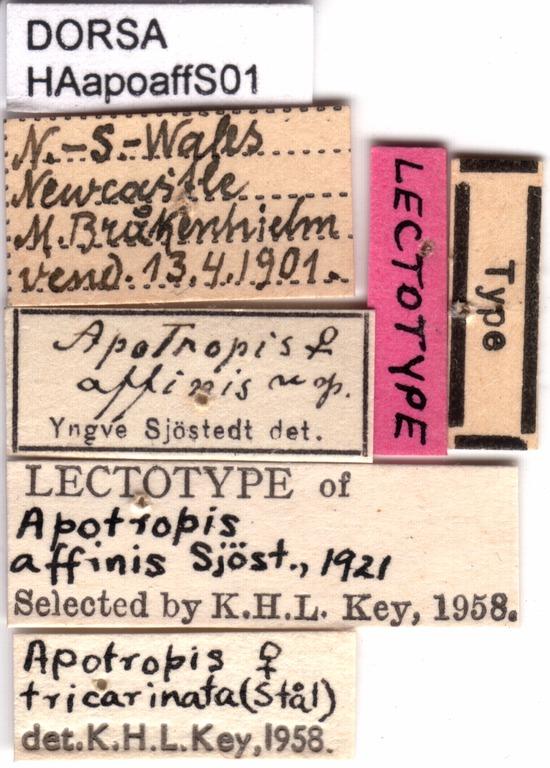 DORSA
HAapoaffS01
N.-S.-Wales
Newcastle
M. Bråkenhielm
vend. 13.4.1901.
LECTOTYPE
Type
Apotropis ♀
affinis n sp.
Yngve Sjöstedt det.
LECTOTYPE of
Apotropis
affinis Sjöst., 1921
Selected by K.H.L. Key, 1958.
Apotropis ♀
tricarinata (Stål)
det. K.H.L. Key, 1958.